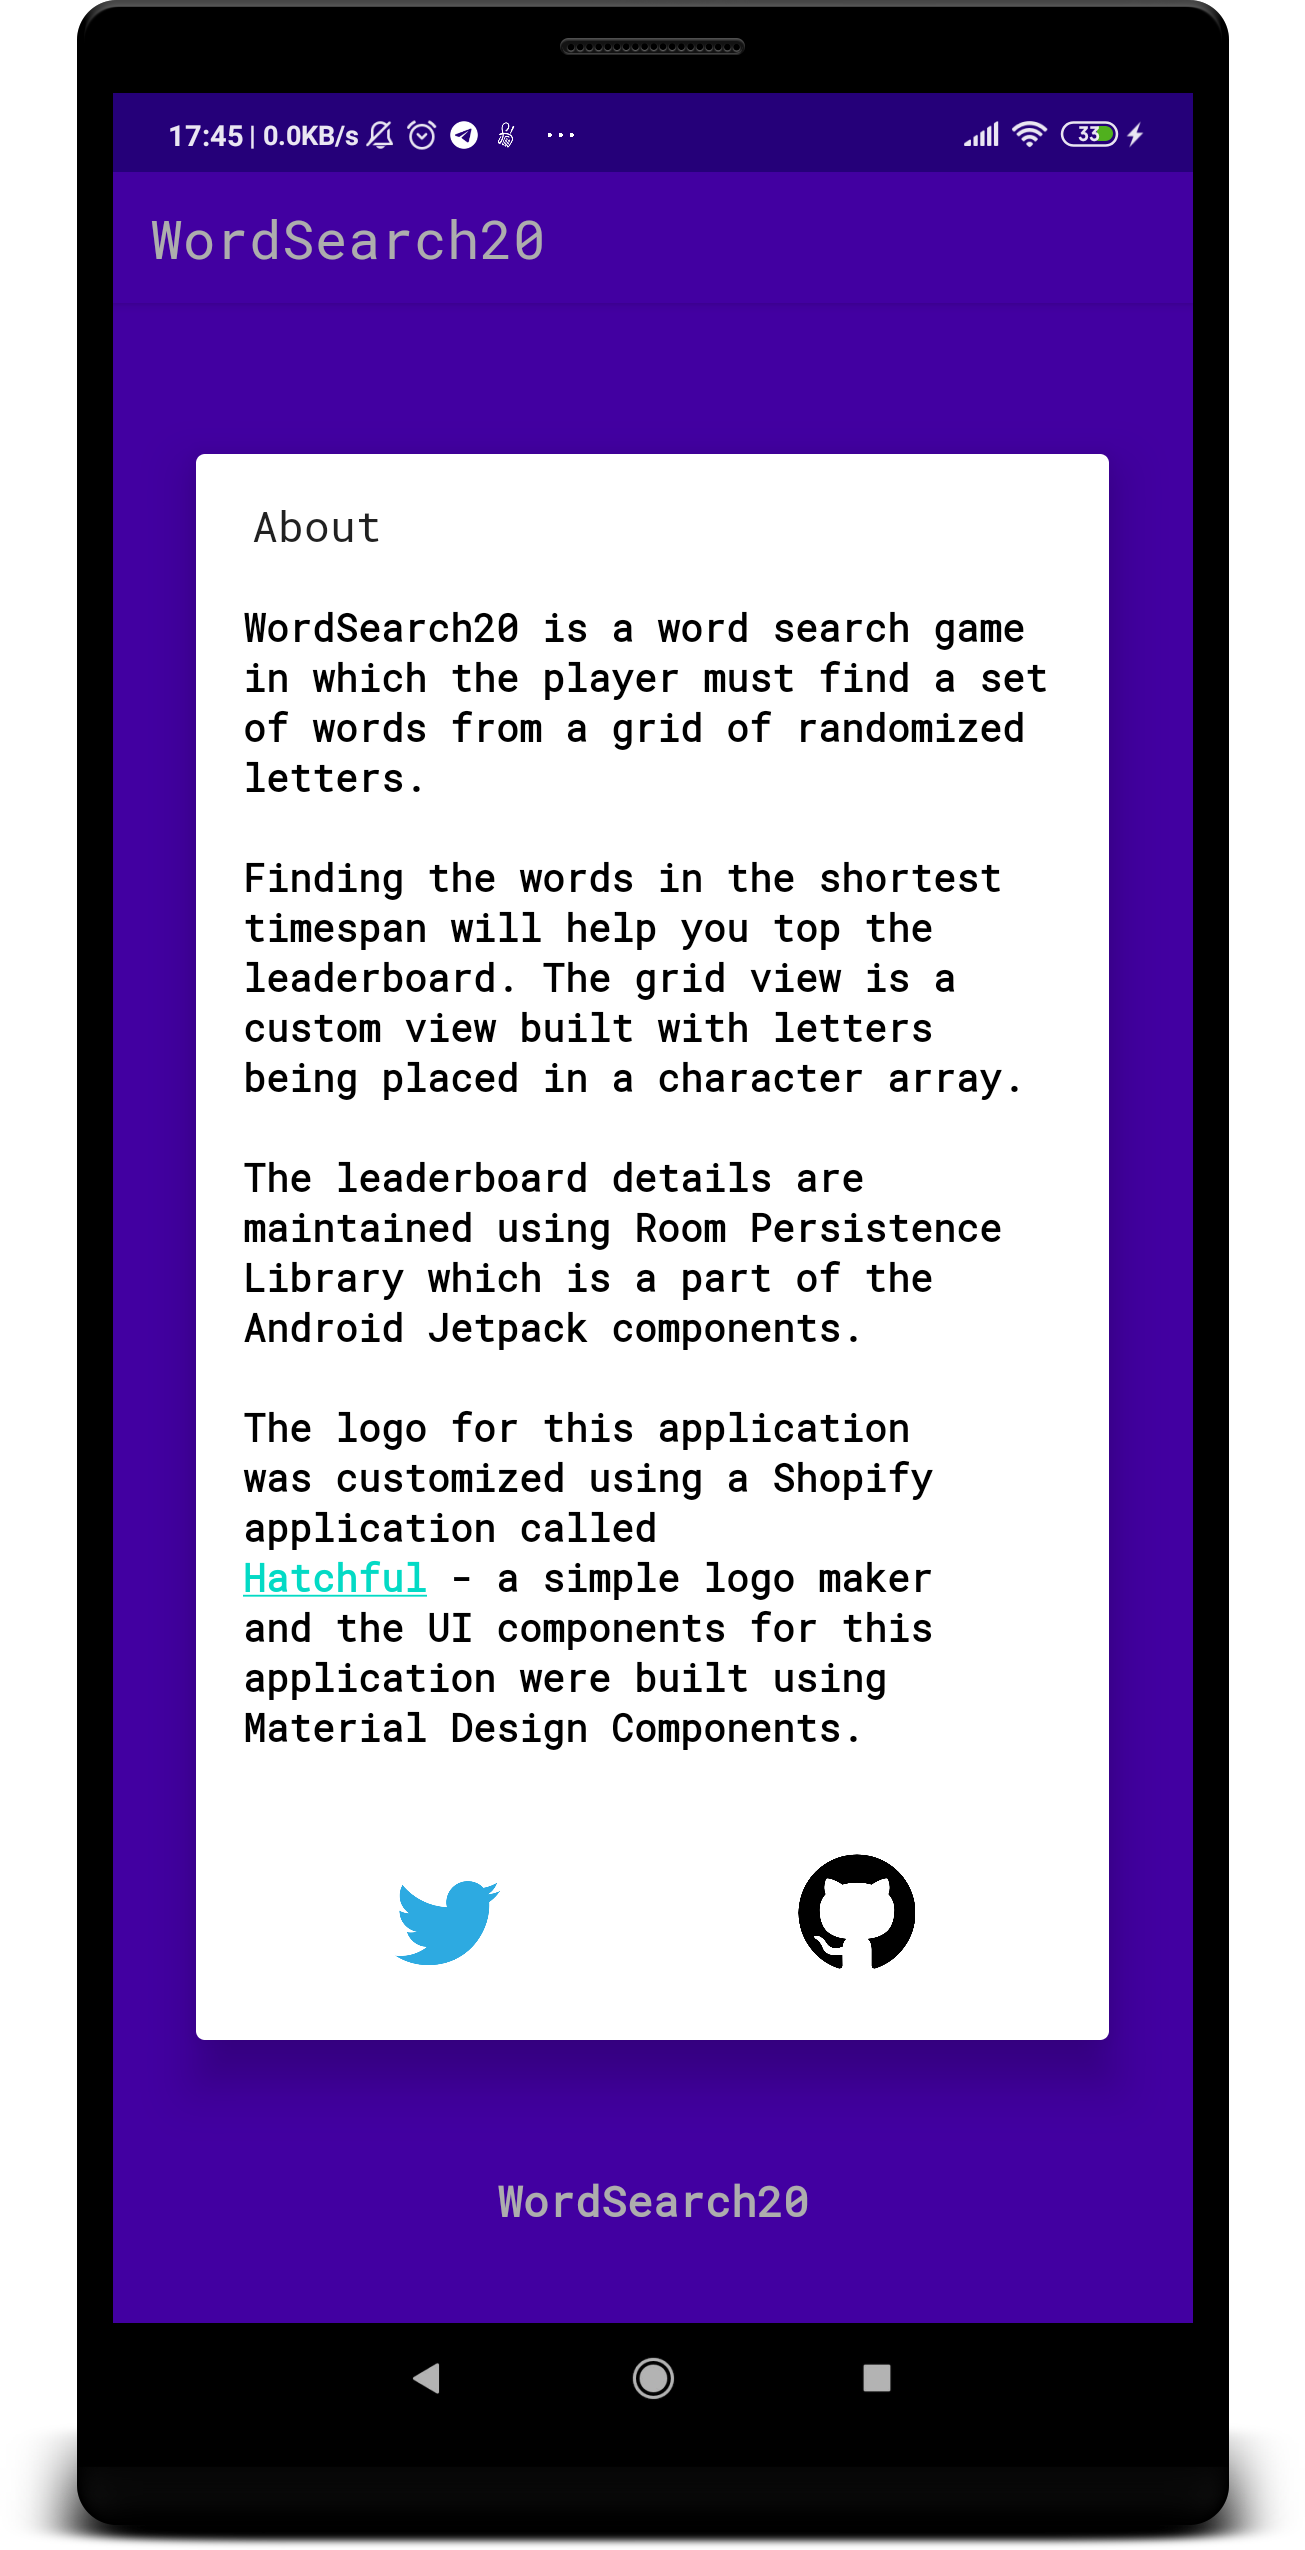 17:45 | 0.0KB/s
33
WordSearch20
About
WordSearch20 is a word search game
in which the player must find a set
of words from a grid of randomized
letters.
Finding the words in the shortest
timespan will help you top the
leaderboard. The grid view is a
custom view built with letters
being placed in a character array.
The leaderboard details are
maintained using Room Persistence
Library which is a part of the
Android Jetpack components.
The logo for this application
was customized using a Shopify
application called
Hatchful - a simple logo maker
and the UI components for this
application were built using
Material Design Components.
WordSearch20